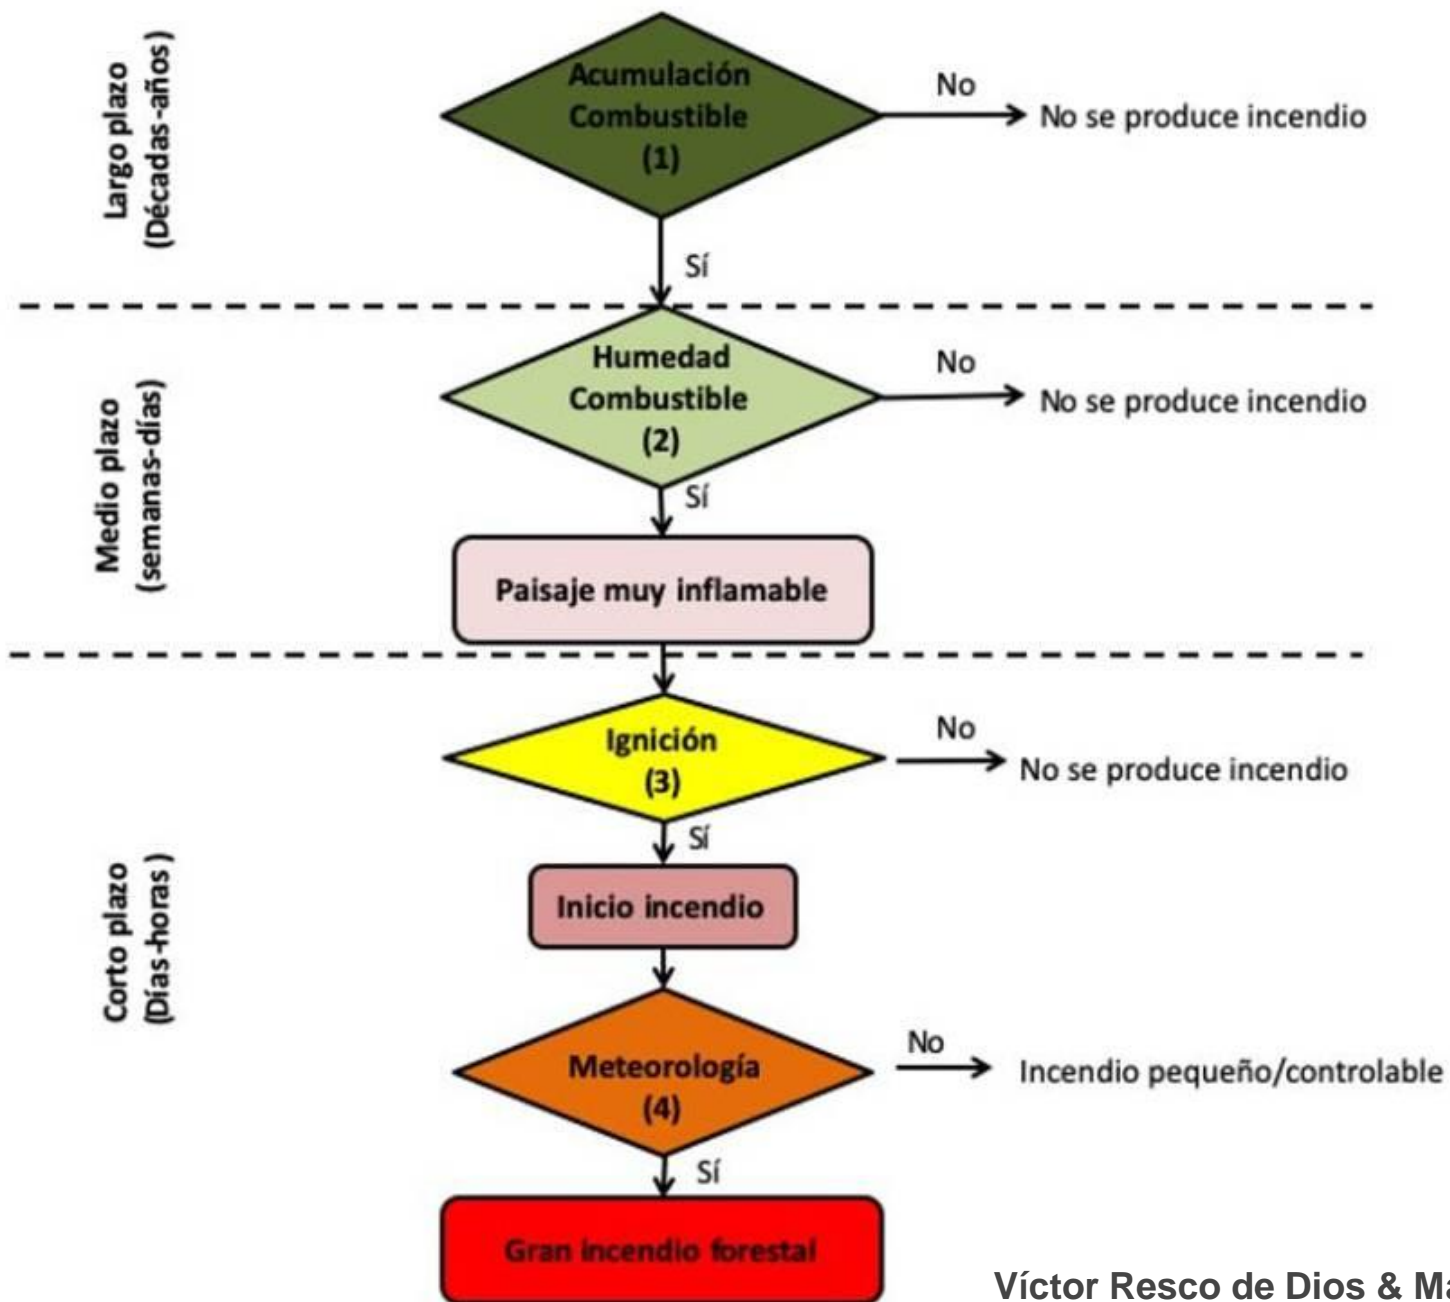 Largo plazo
(Décadas-años)
Acumulación
Combustible
(1)
No
No se produce incendio
Sí
Medio plazo
(semanas-días)
Humedad
Combustible
(2)
No
No se produce incendio
Sí
Paisaje muy inflamable
Corto plazo
(Días-horas)
Ignición
(3)
No
No se produce incendio
Sí
Inicio incendio
Meteorología
(4)
No
Incendio pequeño/controlable
Sí
Gran incendio forestal
Víctor Resco de Dios &